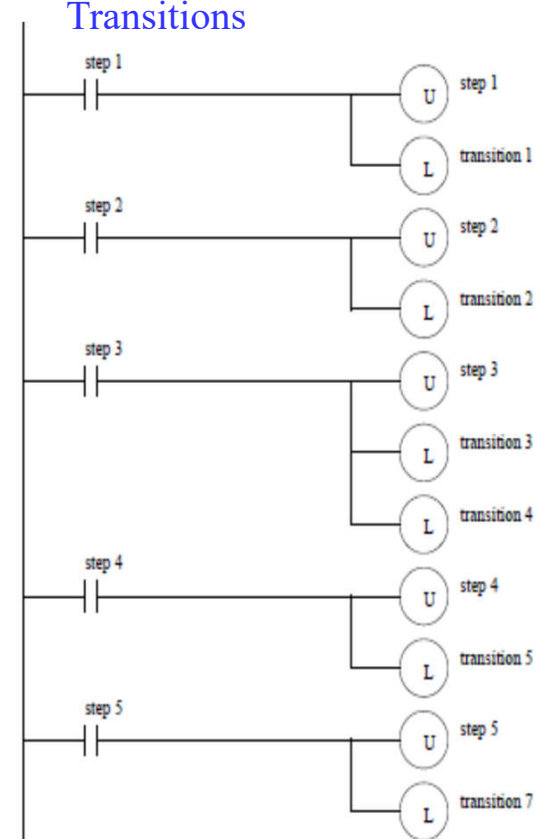 Transitions
step 1
U
step 1
L
transition 1
step 2
U
step 2
L
transition 2
step 3
U
step 3
L
transition 3
L
transition 4
step 4
U
step 4
L
transition 5
step 5
U
step 5
L
transition 7